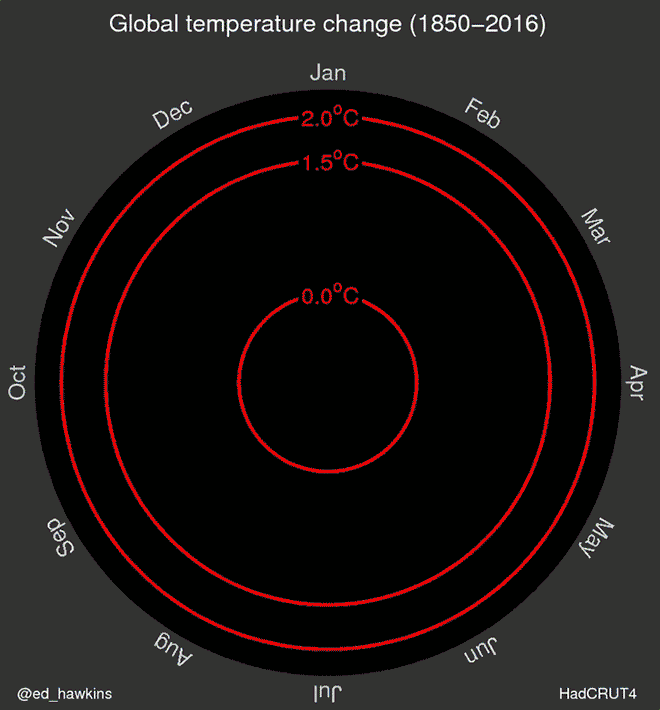 Global temperature change (1850−2016)
Jan
Dec
Feb
2.0°C
1.5°C
Nov
Mar
0.0°C
Oct
Apr
Sep
May
Aug
Jun
Jul
@ed_hawkins
HadCRUT4